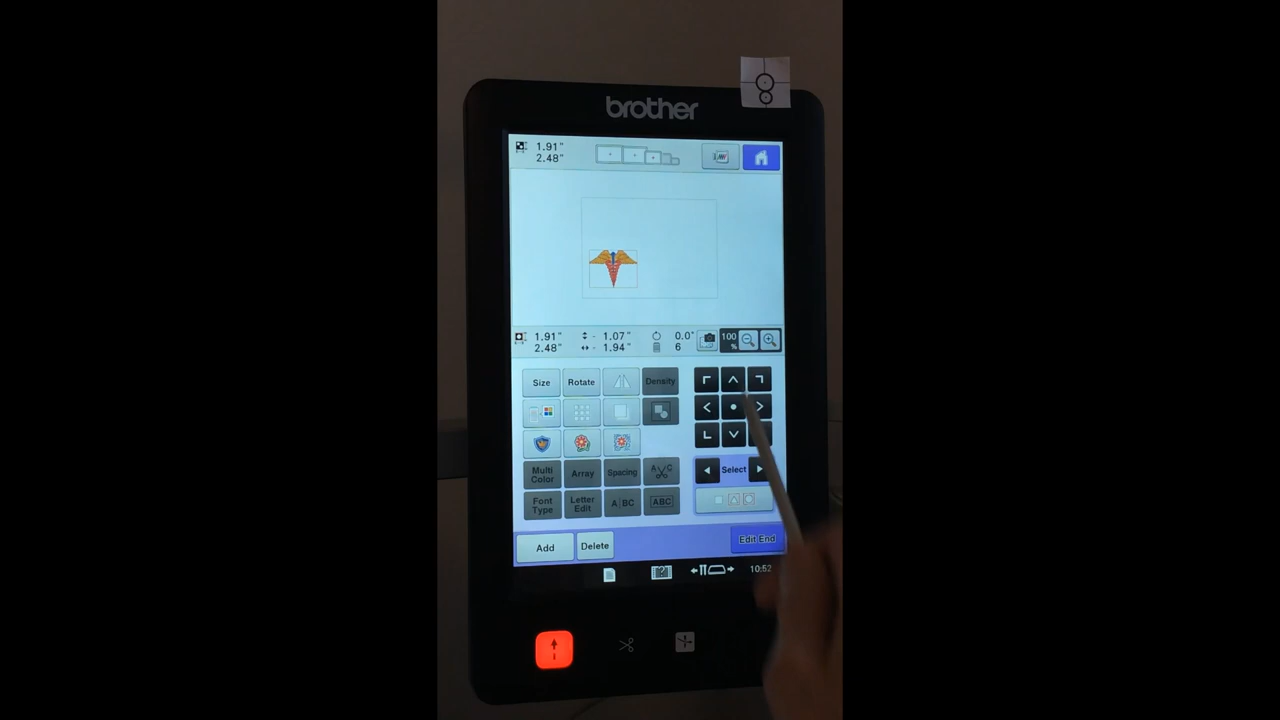 brother
1.91"
2.48"
1.91" - 1.07" 0.0° 100
2.48" - 1.94" 6 %
Size Rotate Density
Multi Color Array Spacing A C
Font Type Letter Edit A BC ABC
Select
Add Delete Edit End
10:52